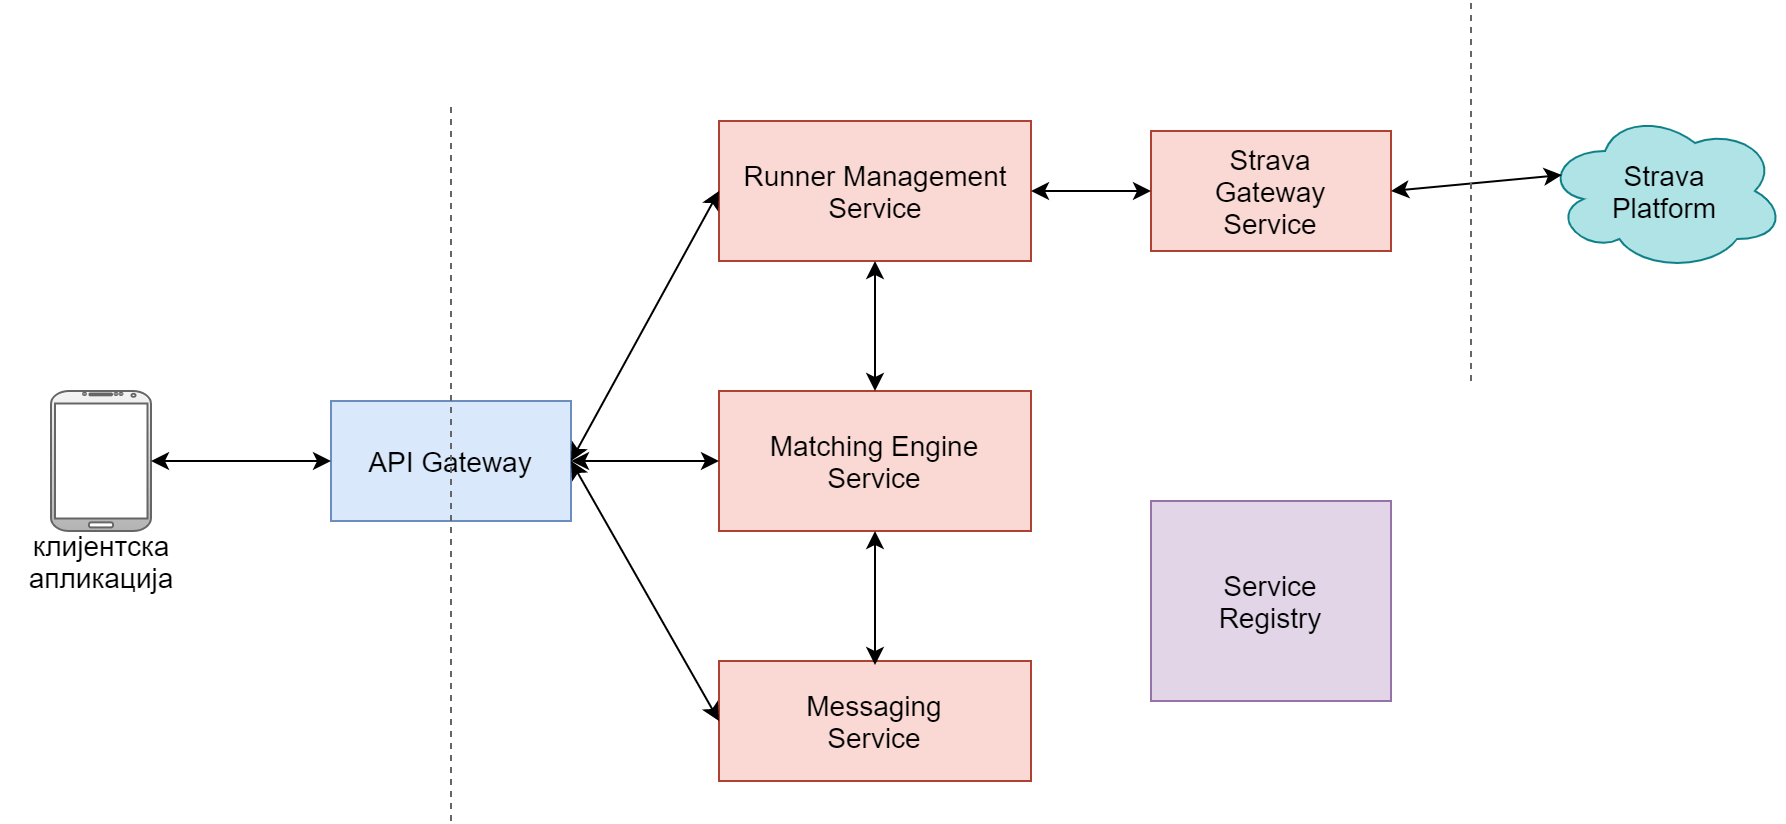 Runner Management
Service
Strava
Gateway
Service
Strava
Platform
API Gateway
Matching Engine
Service
клијентска
апликација
Service
Registry
Messaging
Service